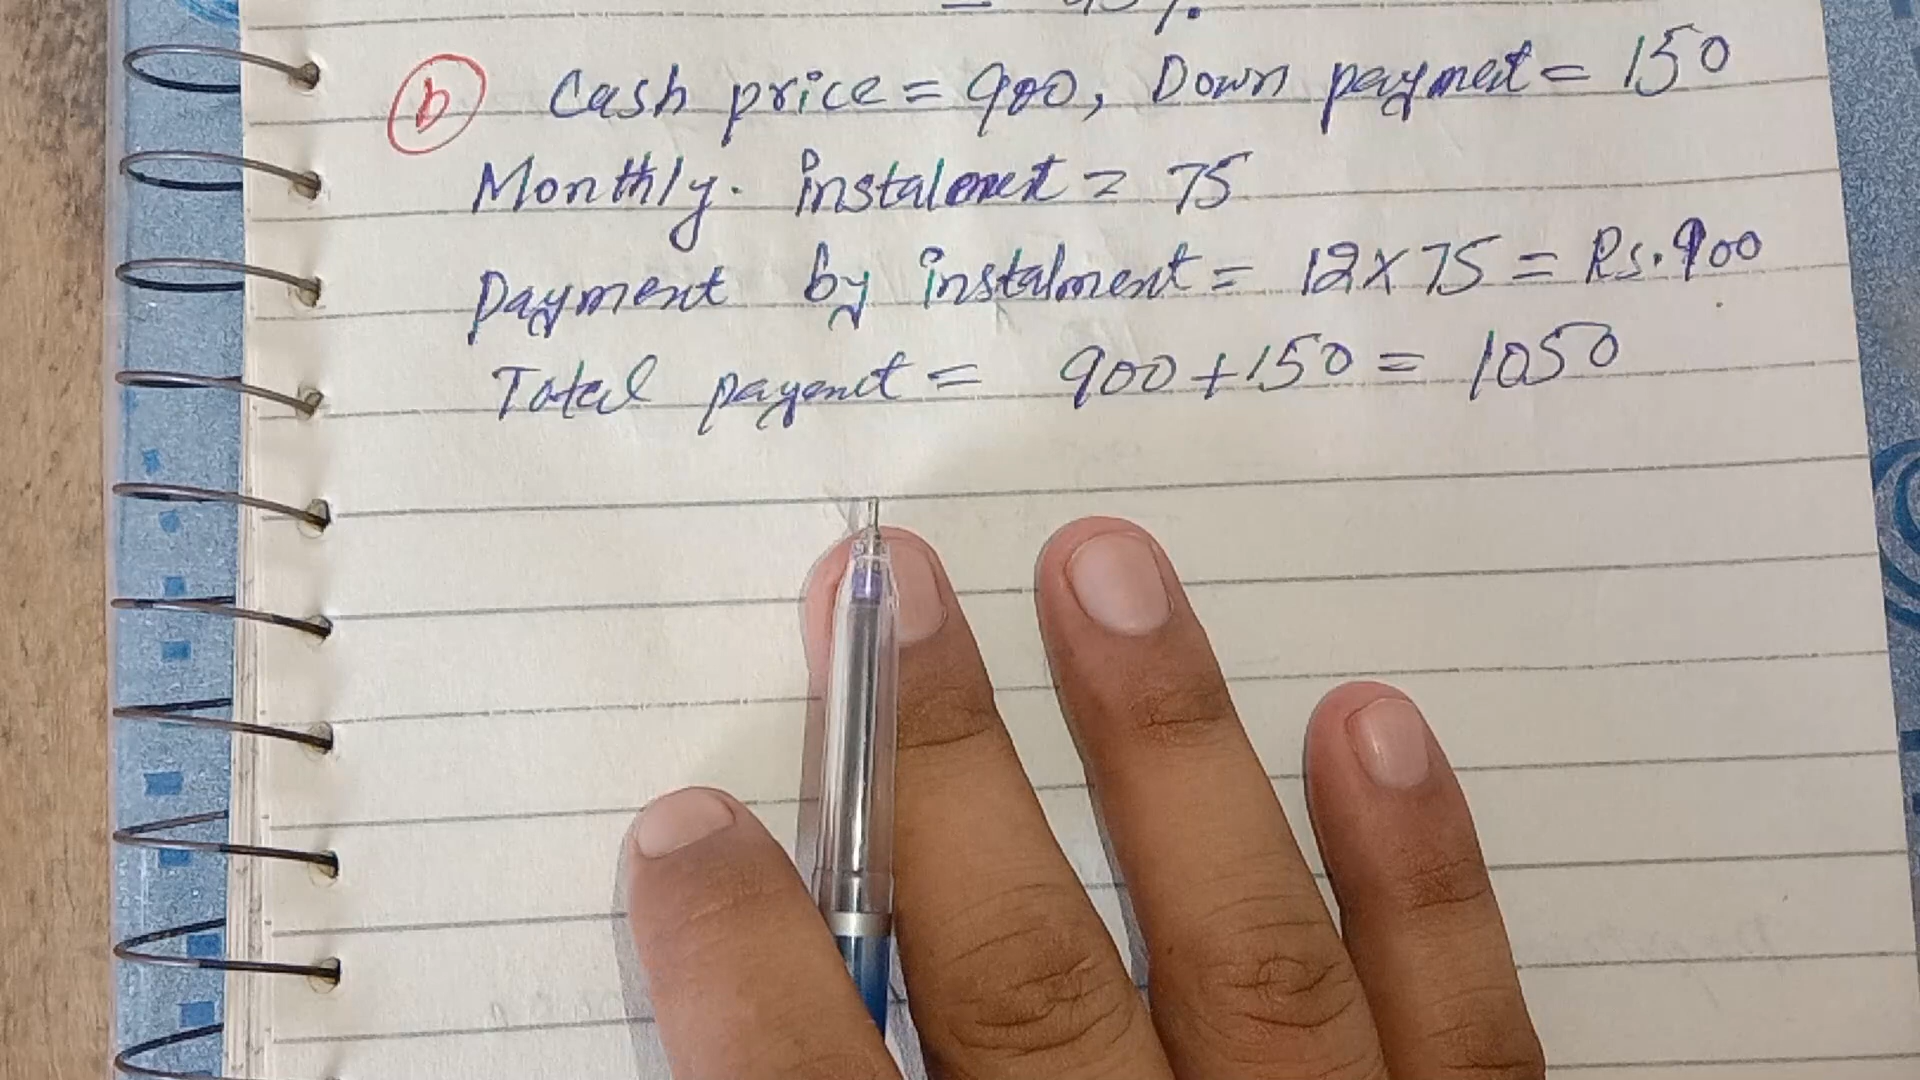 = 45%.
(b) Cash price = 900, Down payment = 150
Monthly. instalment = 75
payment by instalment = 12×75 = Rs.900
Total payment = 900+150 = 1050